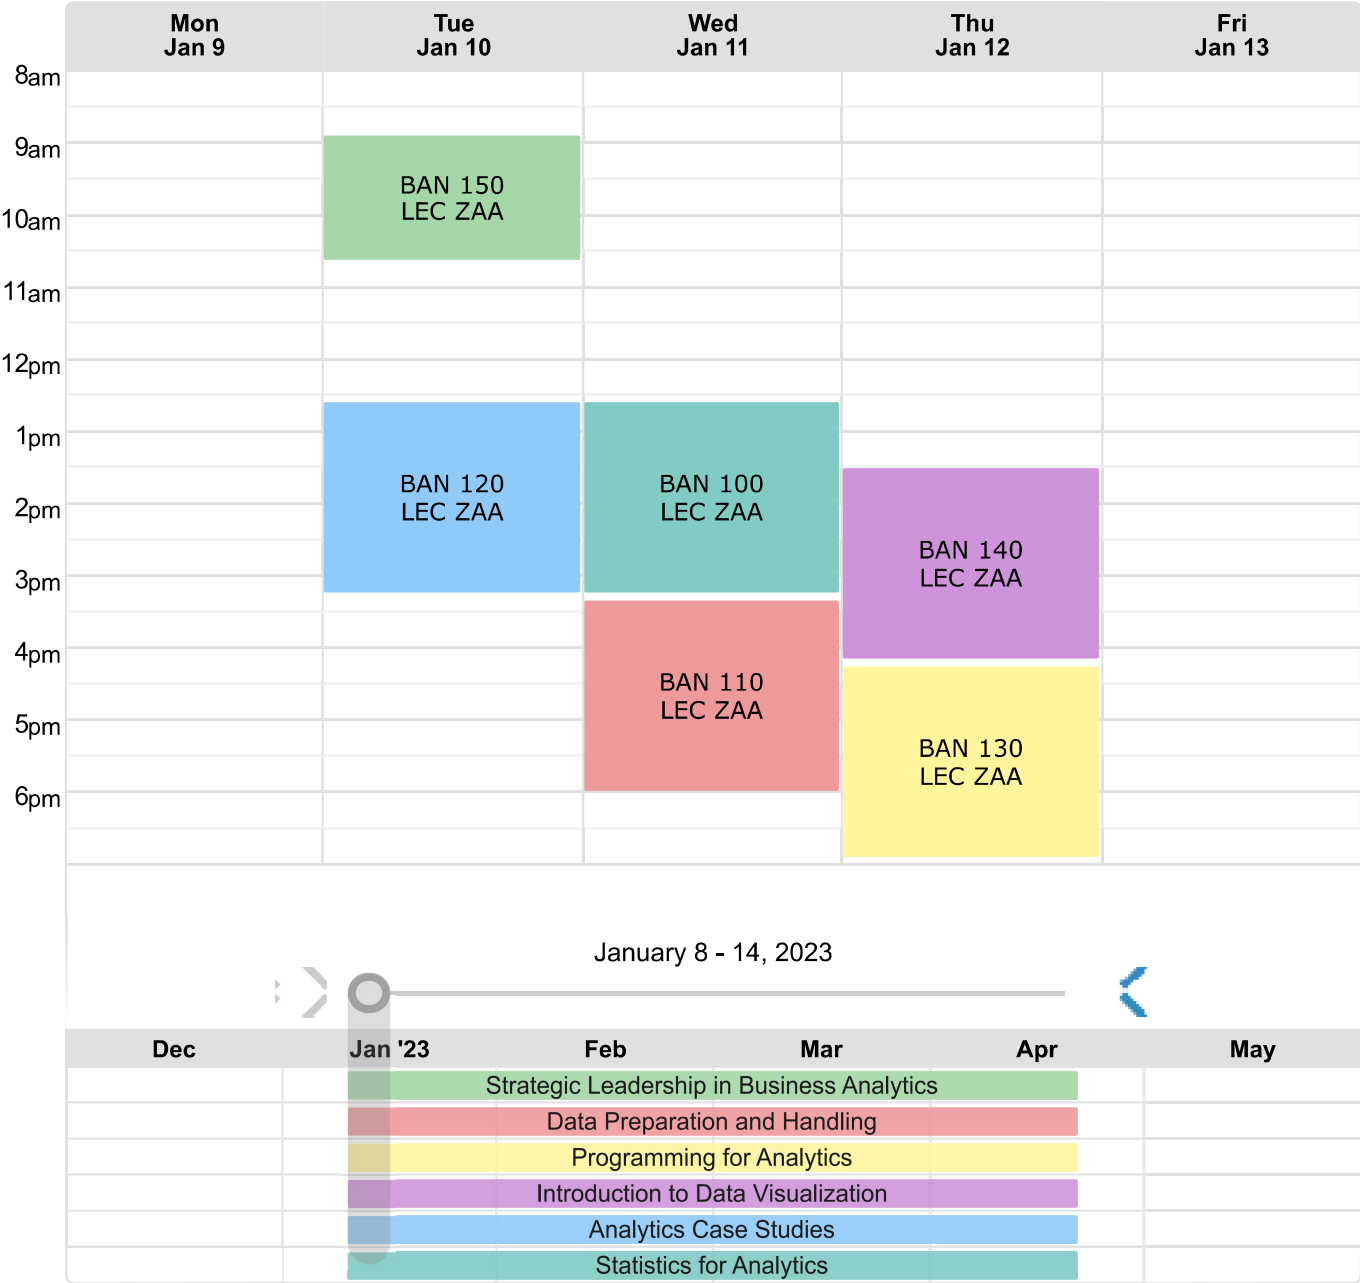 Mon Tue Wed Thu Fri
Jan 9 Jan 10 Jan 11 Jan 12 Jan 13
8am
9am
BAN 150
LEC ZAA
10am
11am
12pm
1pm
BAN 120 BAN 100
LEC ZAA LEC ZAA
2pm
BAN 140
LEC ZAA
3pm
4pm
BAN 110
LEC ZAA
5pm
BAN 130
LEC ZAA
6pm
January 8 - 14, 2023
Dec Jan '23 Feb Mar Apr May
Strategic Leadership in Business Analytics
Data Preparation and Handling
Programming for Analytics
Introduction to Data Visualization
Analytics Case Studies
Statistics for Analytics